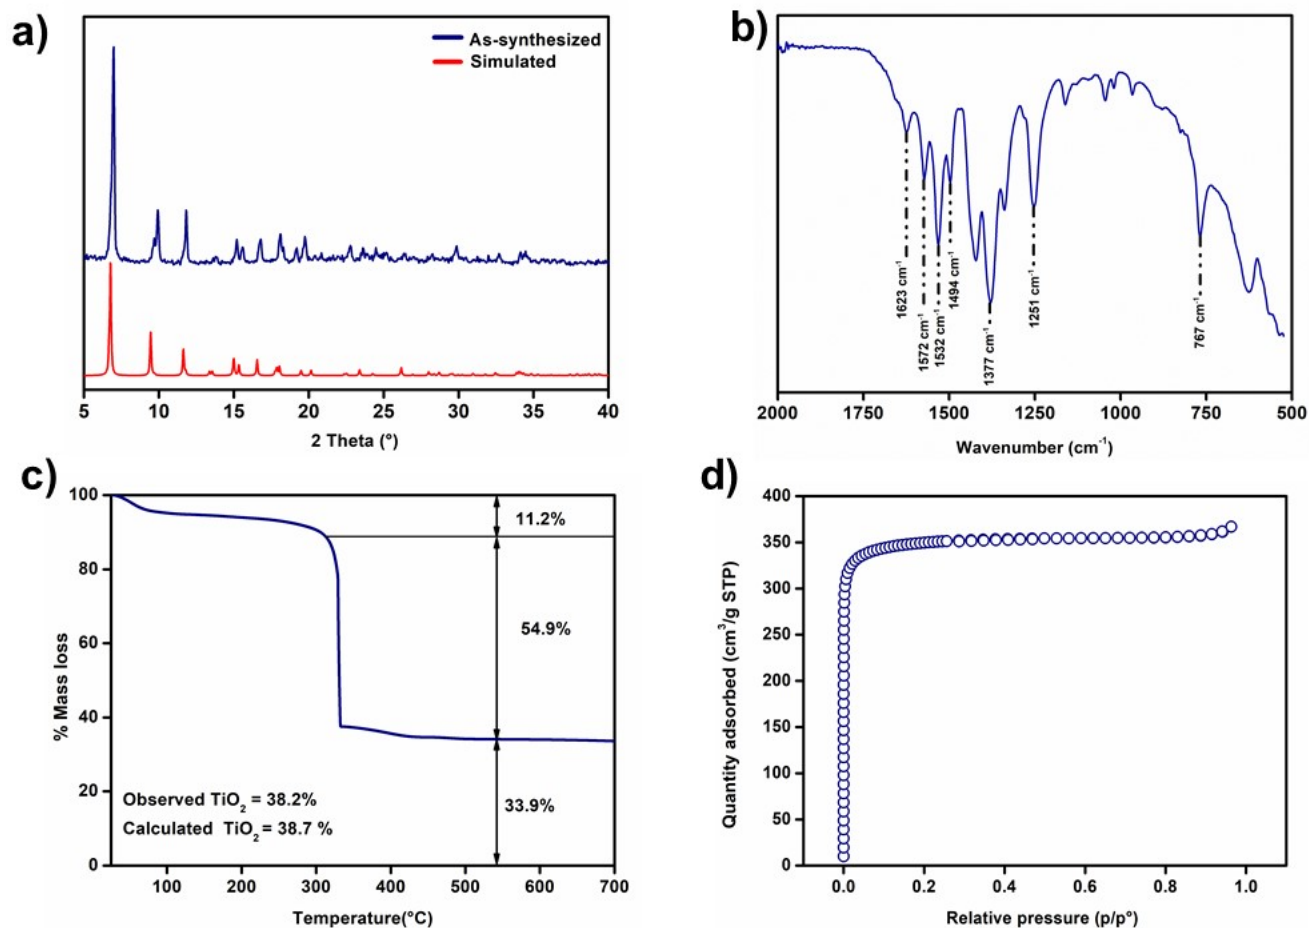 a)
As-synthesized
Simulated
5 10 15 20 25 30 35 40
2 Theta (°)
b)
1623 cm⁻¹
1572 cm⁻¹
1532 cm⁻¹
1494 cm⁻¹
1377 cm⁻¹
1251 cm⁻¹
767 cm⁻¹
2000 1750 1500 1250 1000 750 500
Wavenumber (cm⁻¹)
c)
% Mass loss
100
80
60
40
20
0
11.2%
54.9%
33.9%
Observed TiO₂ = 38.2%
Calculated TiO₂ = 38.7 %
100 200 300 400 500 600 700
Temperature(°C)
d)
Quantity adsorbed (cm³/g STP)
400
350
300
250
200
150
100
50
0
0.0 0.2 0.4 0.6 0.8 1.0
Relative pressure (p/p°)